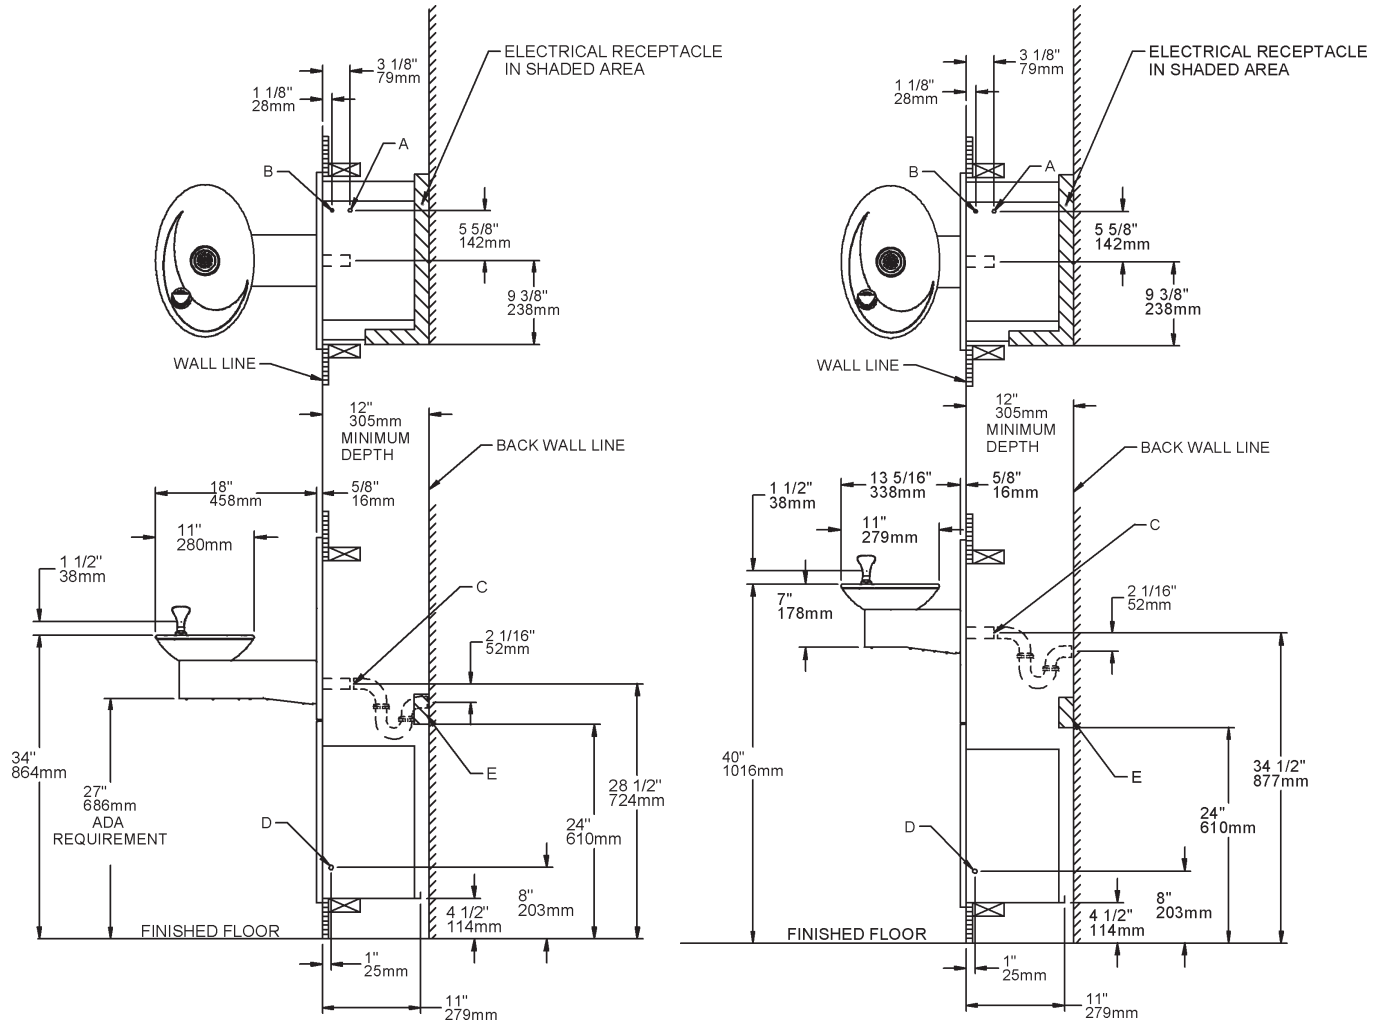 3 1/8"
79mm
1 1/8"
28mm
ELECTRICAL RECEPTACLE
IN SHADED AREA
A
B
5 5/8"
142mm
9 3/8"
238mm
WALL LINE
12"
305mm
MINIMUM
DEPTH
BACK WALL LINE
18"
458mm
5/8"
16mm
11"
280mm
1 1/2"
38mm
C
2 1/16"
52mm
34"
864mm
27"
686mm
ADA
REQUIREMENT
E
28 1/2"
724mm
24"
610mm
D
8"
203mm
4 1/2"
114mm
FINISHED FLOOR
1"
25mm
11"
279mm
3 1/8"
79mm
1 1/8"
28mm
ELECTRICAL RECEPTACLE
IN SHADED AREA
A
B
5 5/8"
142mm
9 3/8"
238mm
WALL LINE
12"
305mm
MINIMUM
DEPTH
BACK WALL LINE
13 5/16"
338mm
5/8"
16mm
1 1/2"
38mm
11"
279mm
C
7"
178mm
2 1/16"
52mm
40"
1016mm
E
34 1/2"
877mm
24"
610mm
D
8"
203mm
4 1/2"
114mm
FINISHED FLOOR
1"
25mm
11"
279mm